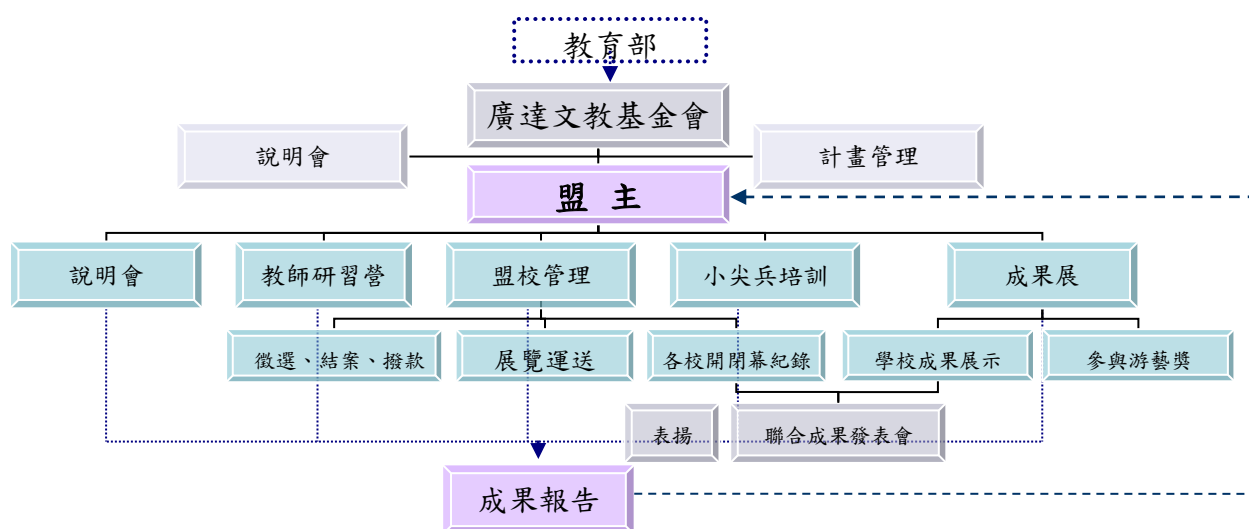 教育部
廣達文教基金會
說明會
計畫管理
盟 主
說明會
教師研習營
盟校管理
小尖兵培訓
成果展
徵選、結案、撥款
展覽運送
各校開閉幕紀錄
學校成果展示
參與游藝獎
表揚
聯合成果發表會
成果報告